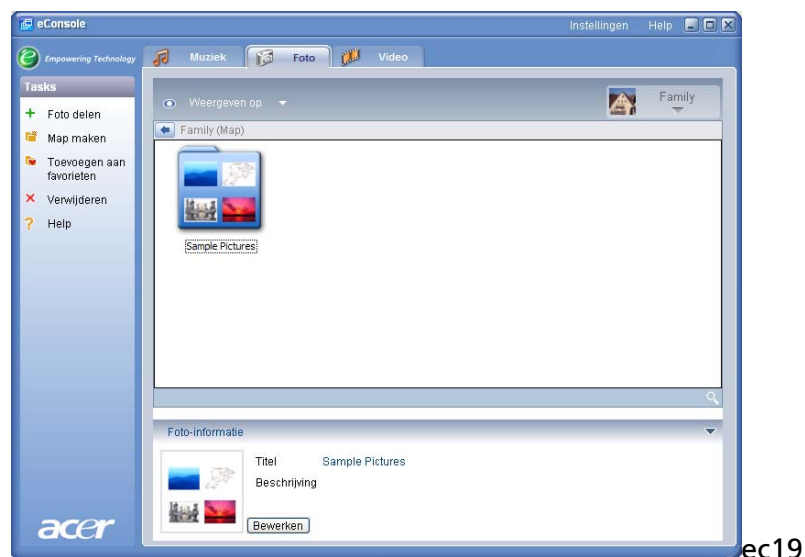 eConsole
Instellingen Help
Empowering Technology
Muziek Foto Video
Tasks
Foto delen
Map maken
Toevoegen aan
favorieten
Verwijderen
Help
Weergeven op
Family
Family (Map)
Sample Pictures
Foto-informatie
Titel Sample Pictures
Beschrijving
Bewerken
acer
ec19